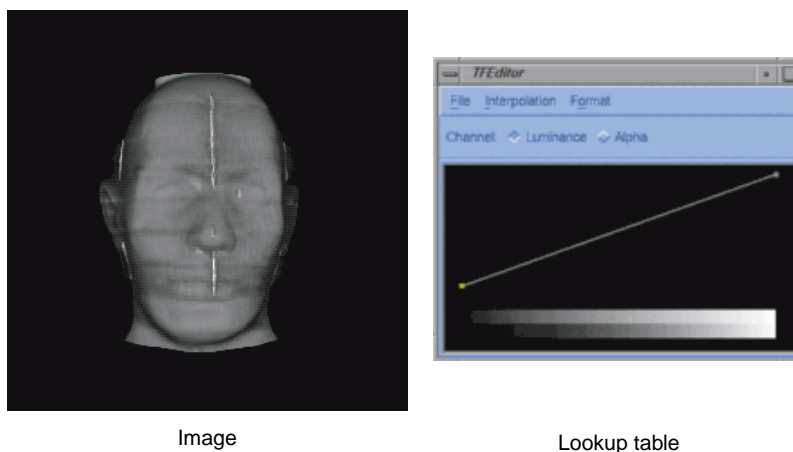 TFEditor
File Interpolation Format
Channel: Luminance Alpha
Image
Lookup table